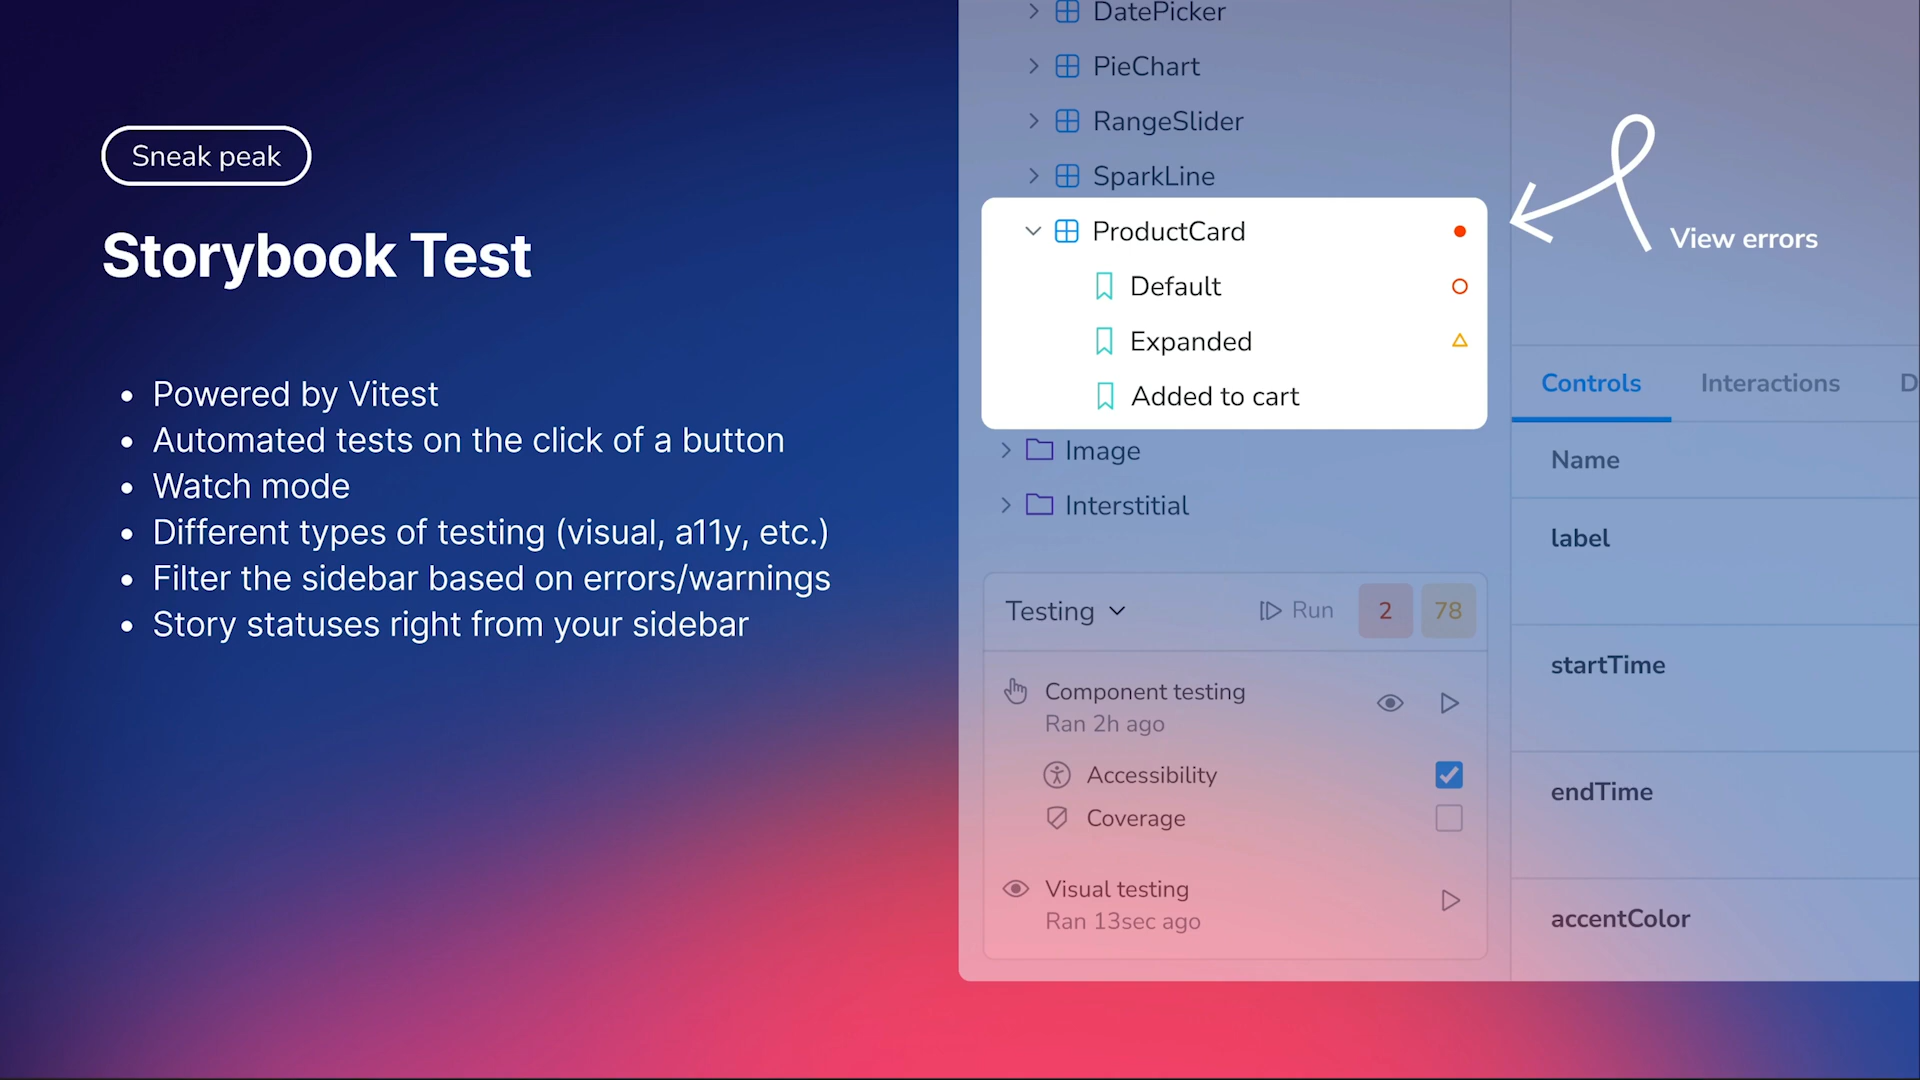 Sneak peak
Storybook Test
• Powered by Vitest
• Automated tests on the click of a button
• Watch mode
• Different types of testing (visual, a11y, etc.)
• Filter the sidebar based on errors/warnings
• Story statuses right from your sidebar
DatePicker
PieChart
RangeSlider
SparkLine
ProductCard
Default
Expanded
Added to cart
Image
Interstitial
Testing Run 2 78
Component testing
Ran 2h ago
Accessibility
Coverage
Visual testing
Ran 13sec ago
View errors
Controls Interactions D
Name
label
startTime
endTime
accentColor